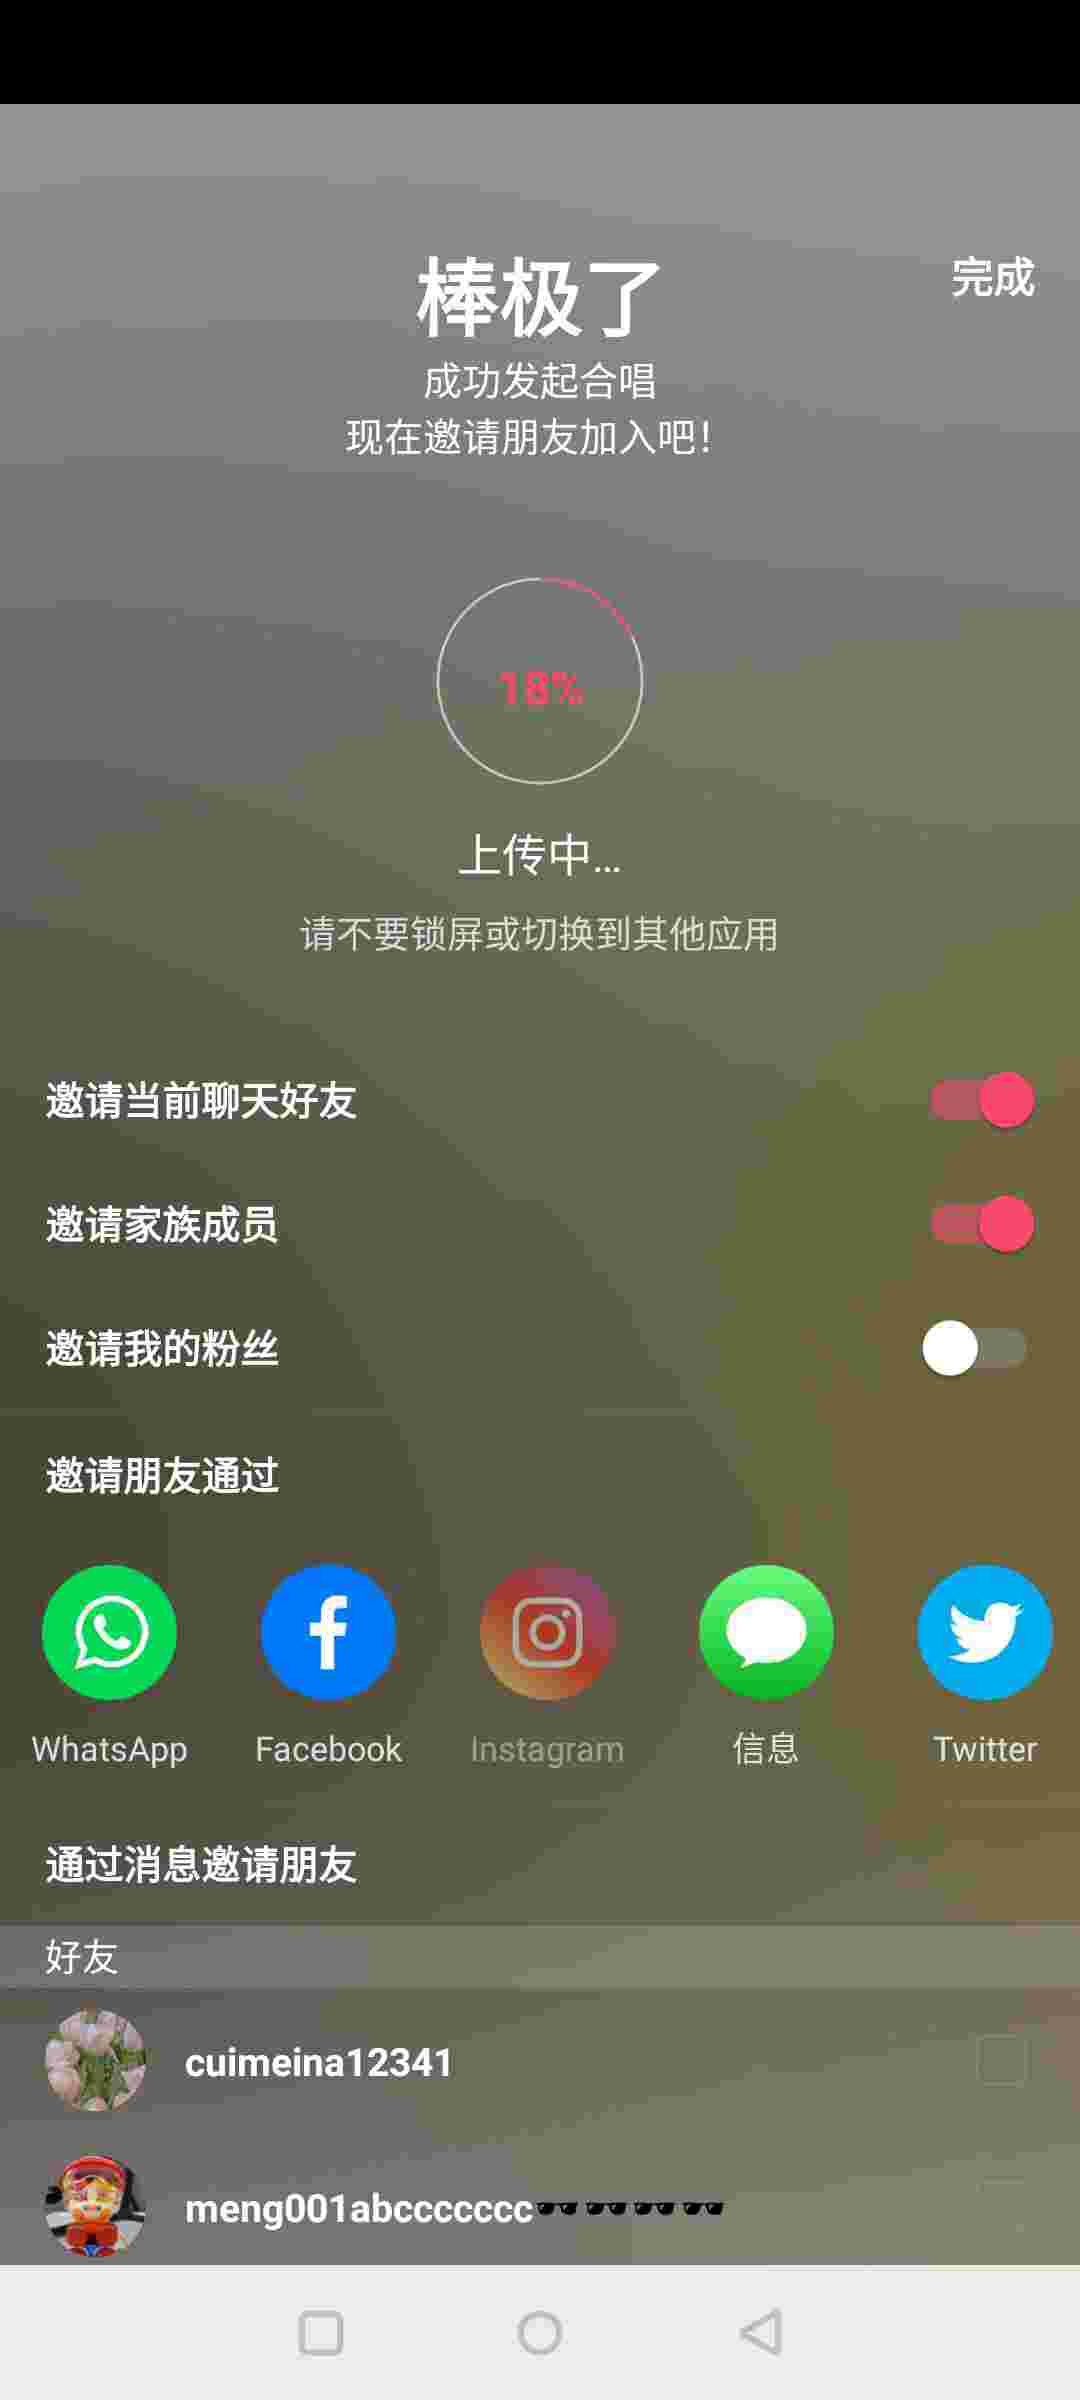 棒极了
完成
成功发起合唱
现在邀请朋友加入吧！
18%
上传中...
请不要锁屏或切换到其他应用
邀请当前聊天好友
邀请家族成员
邀请我的粉丝
邀请朋友通过
WhatsApp Facebook Instagram 信息 Twitter
通过消息邀请朋友
好友
cuimeina12341
meng001abccccccc🕶🕶🕶🕶